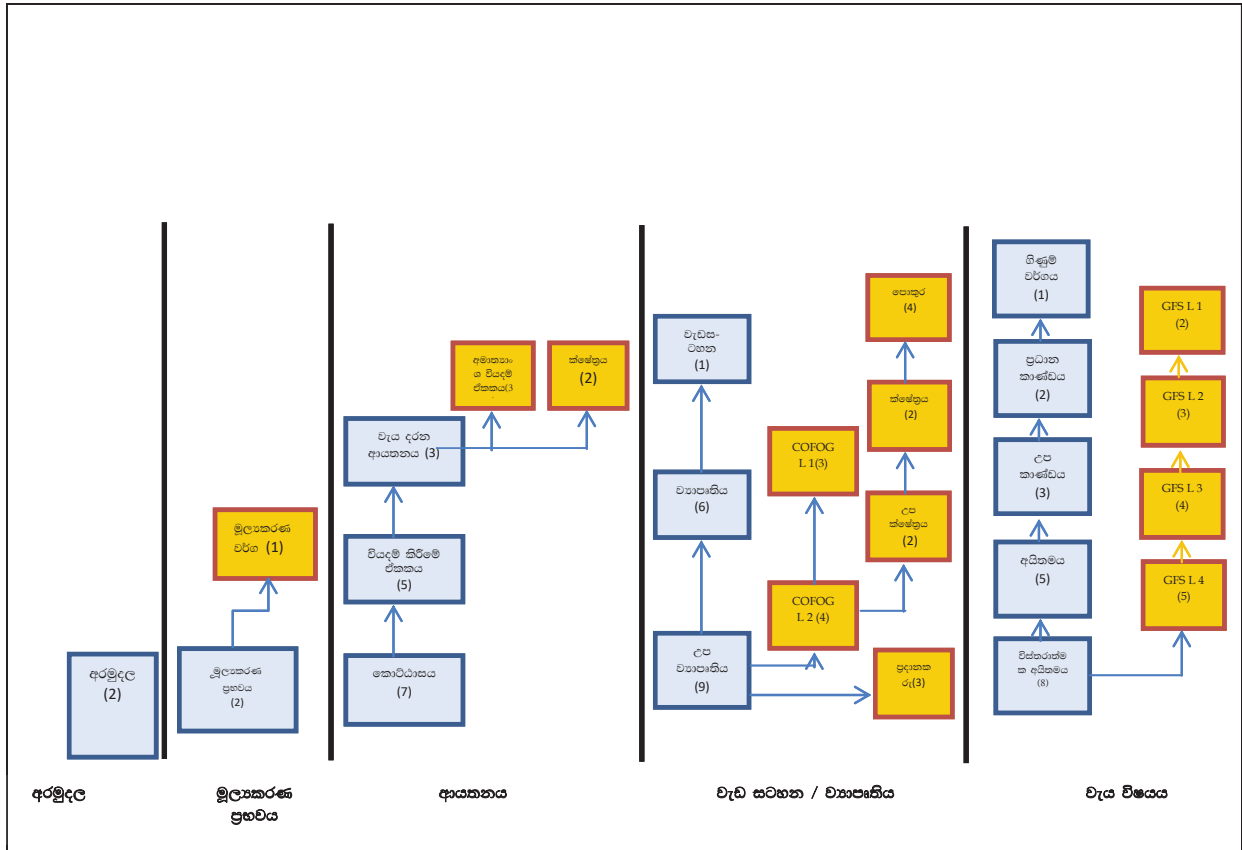 අරමුදල
(2)
මූල්‍යකරණ
වර්ග (1)
මූල්‍යකරණ
ප්‍රභවය
(2)
අමාත්‍යාං
ශ වියදම්
ඒකකය(3
ක්ෂේත්‍රය
(2)
වැය දරන
ආයතනය (3)
වියදම් කිරීමේ
ඒකකය
(5)
කොට්ඨාසය
(7)
වැඩස-
ටහන
(1)
ව්‍යාපෘතිය
(6)
උප
ව්‍යාපෘතිය
(9)
COFOG
L 1(3)
COFOG
L 2 (4)
පොකුර
(4)
ක්ෂේත්‍රය
(2)
උප
ක්ෂේත්‍රය
(2)
ප්‍රදානක
රු(3)
ගිණුම්
වර්ගය
(1)
ප්‍රධාන
කාණ්ඩය
(2)
උප
කාණ්ඩය
(3)
අයිතමය
(5)
විස්තරාත්ම
ක අයිතමය
(8)
GFS L 1
(2)
GFS L 2
(3)
GFS L 3
(4)
GFS L 4
(5)
අරමුදල
මූල්‍යකරණ
ප්‍රභවය
ආයතනය
වැඩ සටහන / ව්‍යාපෘතිය
වැය විෂයය